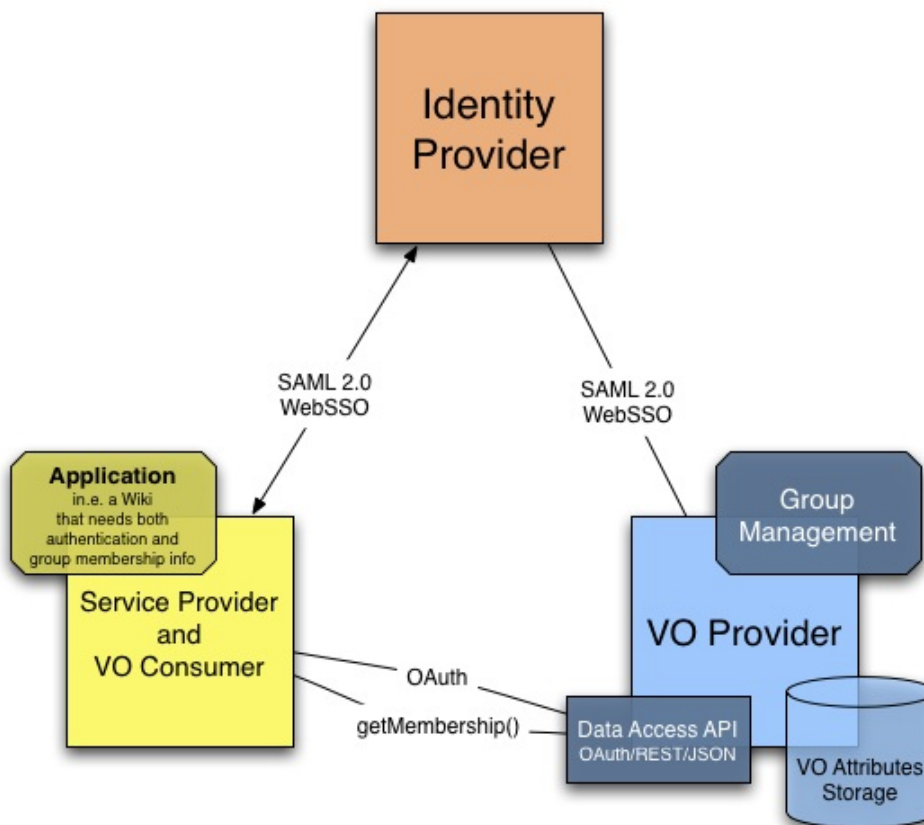 Identity
Provider
SAML 2.0
WebSSO
SAML 2.0
WebSSO
Application
in.e. a Wiki
that needs both
authentication and
group membership info
Group
Management
Service Provider
and
VO Consumer
VO Provider
OAuth
getMembership()
Data Access API
OAuth/REST/JSON
VO Attributes
Storage